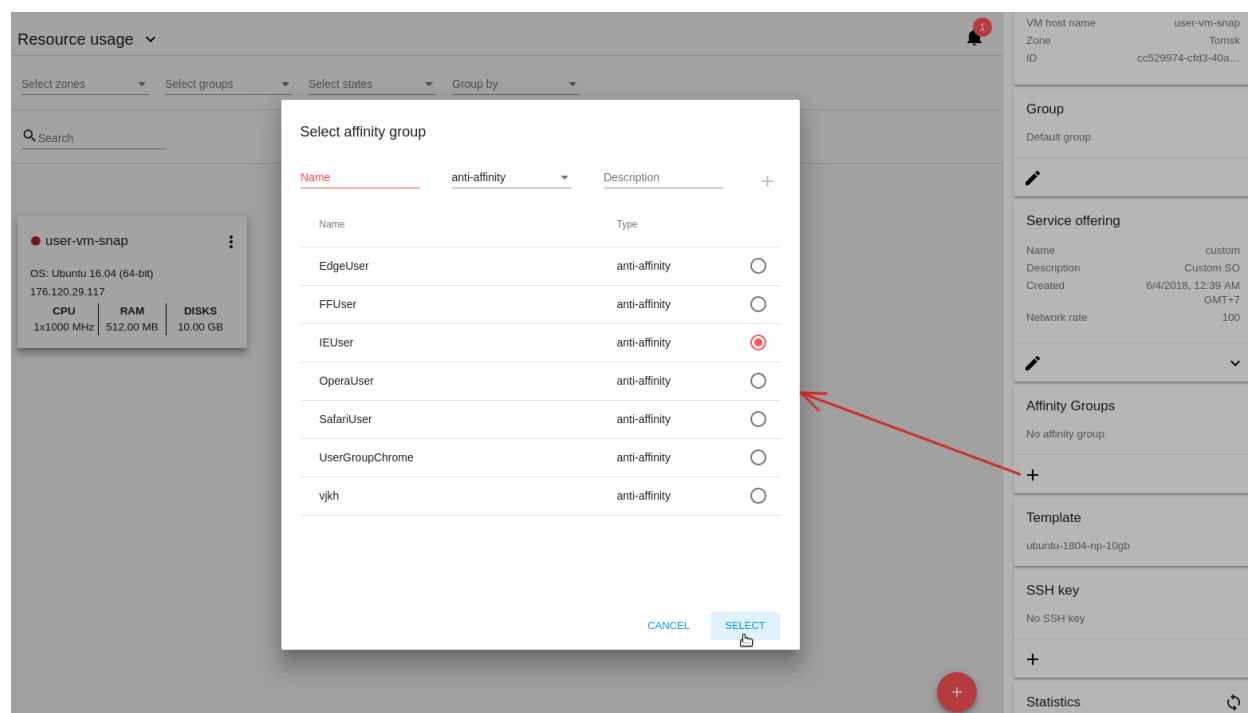 Resource usage
1
Select zones
Select groups
Select states
Group by
Search
user-vm-snap
OS: Ubuntu 16.04 (64-bit)
176.120.29.117
CPU RAM DISKS
1x1000 MHz 512.00 MB 10.00 GB
Select affinity group
Name anti-affinity Description +
Name Type
EdgeUser anti-affinity
FFUser anti-affinity
IEUser anti-affinity
OperaUser anti-affinity
SafariUser anti-affinity
UserGroupChrome anti-affinity
vjkh anti-affinity
CANCEL SELECT
+
VM host name user-vm-snap
Zone Tomsk
ID cc529974-cfd3-40a...
Group
Default group
Service offering
Name custom
Description Custom SO
Created 6/4/2018, 12:39 AM
GMT+7
Network rate 100
Affinity Groups
No affinity group
+
Template
ubuntu-1804-np-10gb
SSH key
No SSH key
+
Statistics